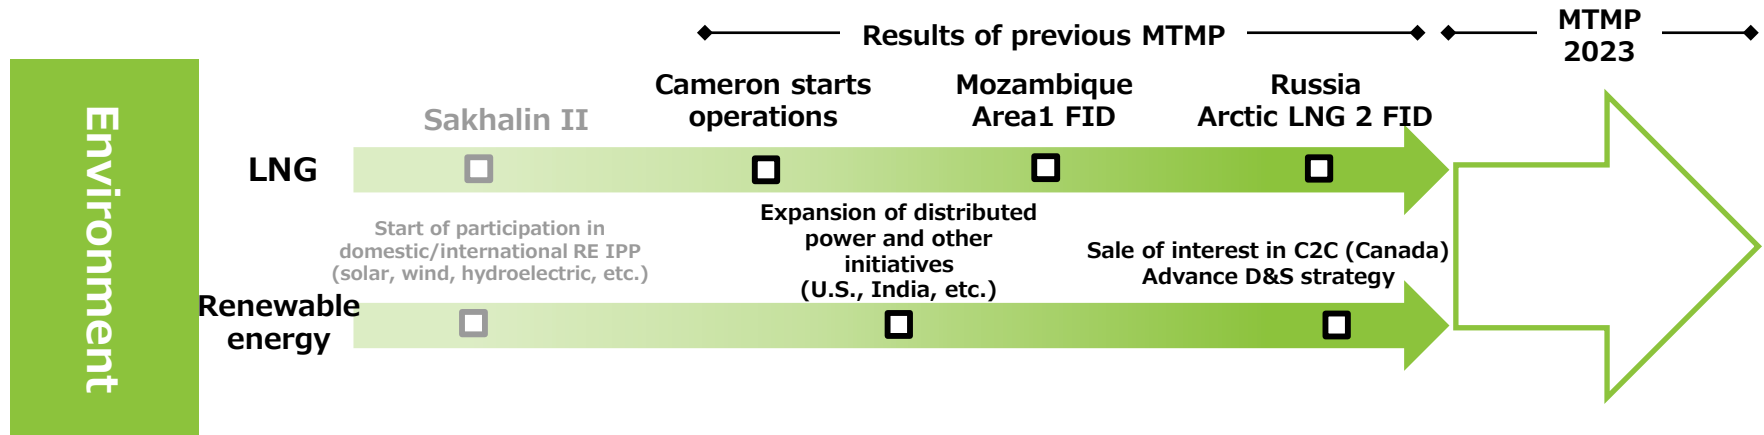 Environment
Results of previous MTMP
MTMP
2023
LNG
Sakhalin II
Cameron starts
operations
Mozambique
Area1 FID
Russia
Arctic LNG 2 FID
Renewable
energy
Start of participation in
domestic/international RE IPP
(solar, wind, hydroelectric, etc.)
Expansion of distributed
power and other
initiatives
(U.S., India, etc.)
Sale of interest in C2C (Canada)
Advance D&S strategy